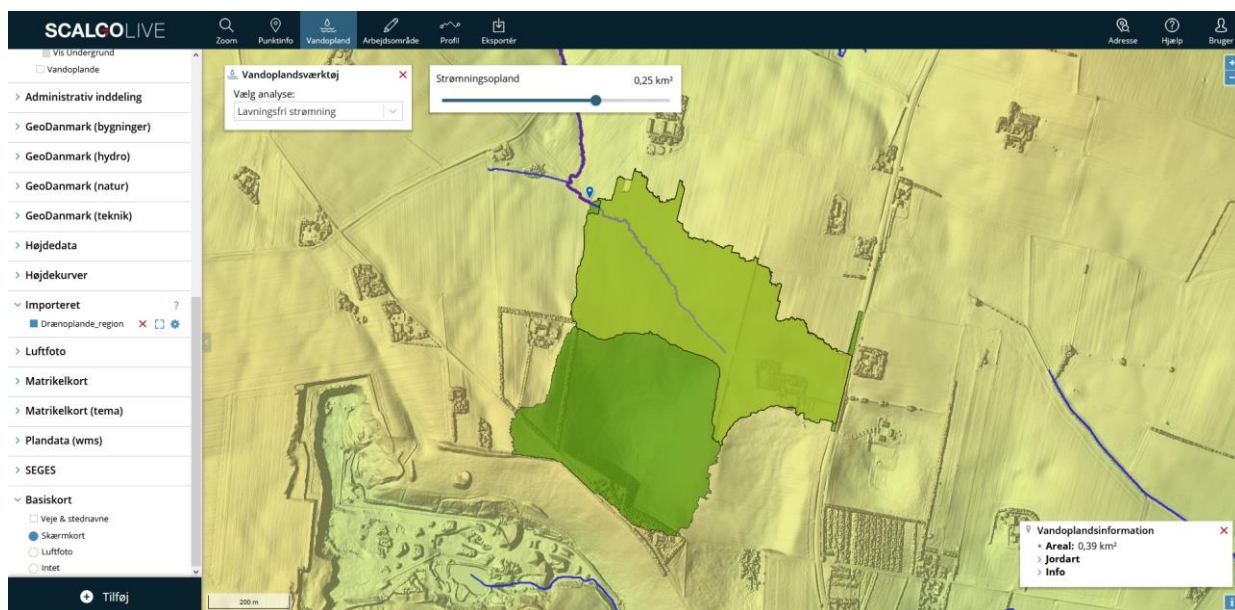 SCALGOLIVE
Zoom
Punktinfo
Vandopland
Arbejdsområde
Profil
Eksportér
Adresse
Hjælp
Bruger
Vis Undergrund
Vandoplande
Administrativ inddeling
GeoDanmark (bygninger)
GeoDanmark (hydro)
GeoDanmark (natur)
GeoDanmark (teknik)
Højdedata
Højdekurver
Importeret ?
Drænoplande_region
Luftfoto
Matrikelkort
Matrikelkort (tema)
Plandata (wms)
SEGES
Basiskort
Veje & stednavne
Skærmkort
Luftfoto
Intet
Tilføj
Vandoplandsværktøj
Vælg analyse:
Lavningsfri strømning
Strømningsopland 0,25 km²
200 m
Vandoplandsinformation
Areal: 0,39 km²
Jordart
Info